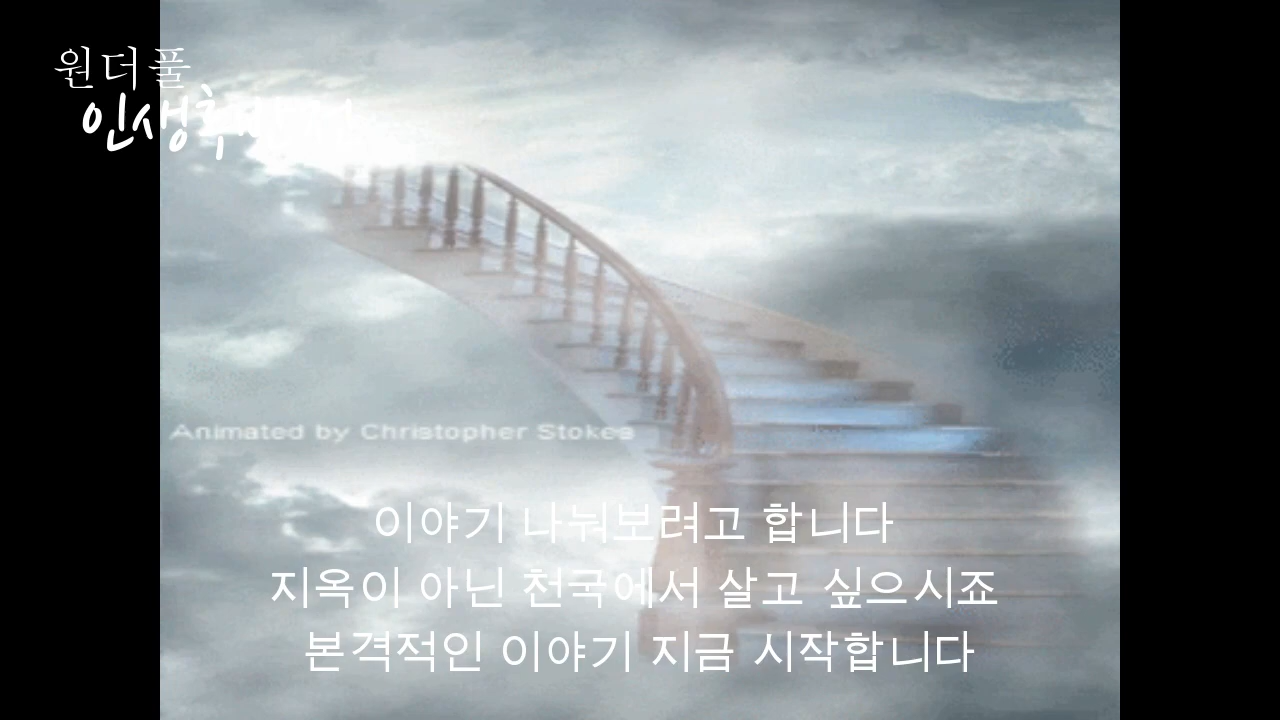 원더풀
Animated by Christopher Stokes
이야기 나눠보려고 합니다
지옥이 아닌 천국에서 살고 싶으시죠
본격적인 이야기 지금 시작합니다